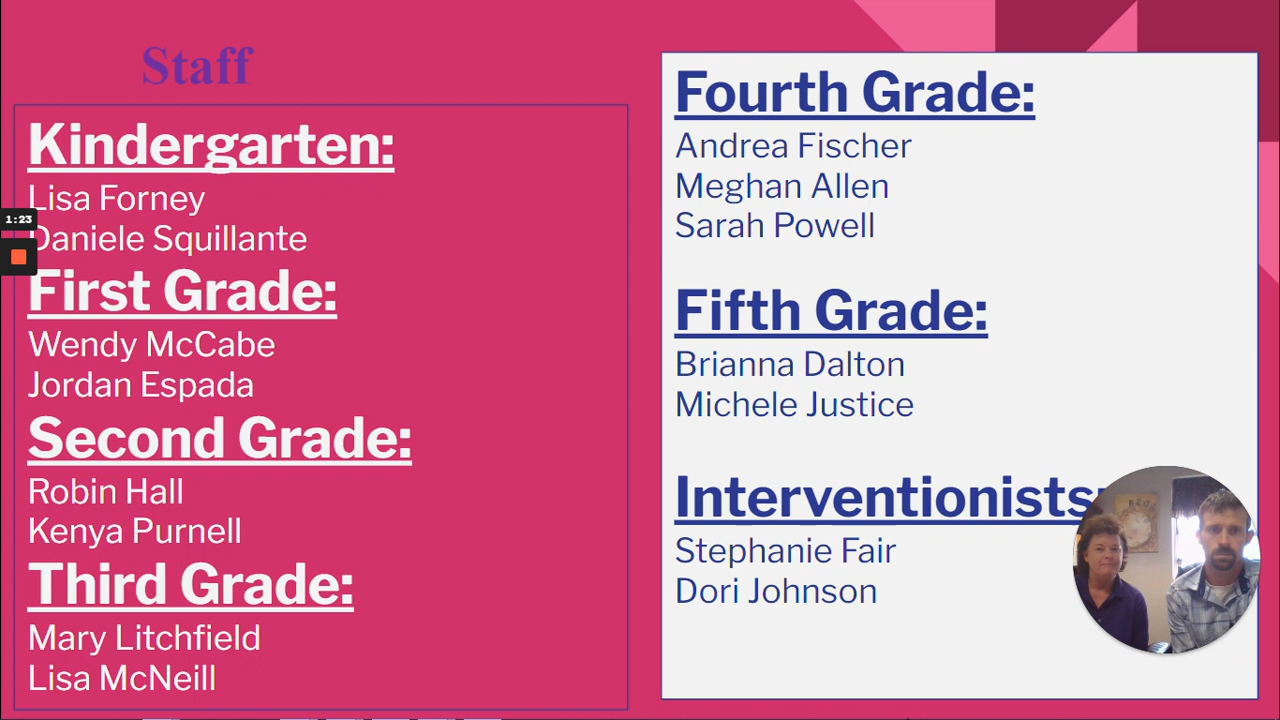 Staff
Kindergarten:
Lisa Forney
Daniele Squillante
First Grade:
Wendy McCabe
Jordan Espada
Second Grade:
Robin Hall
Kenya Purnell
Third Grade:
Mary Litchfield
Lisa McNeill
1:23
Fourth Grade:
Andrea Fischer
Meghan Allen
Sarah Powell
Fifth Grade:
Brianna Dalton
Michele Justice
Interventionists:
Stephanie Fair
Dori Johnson